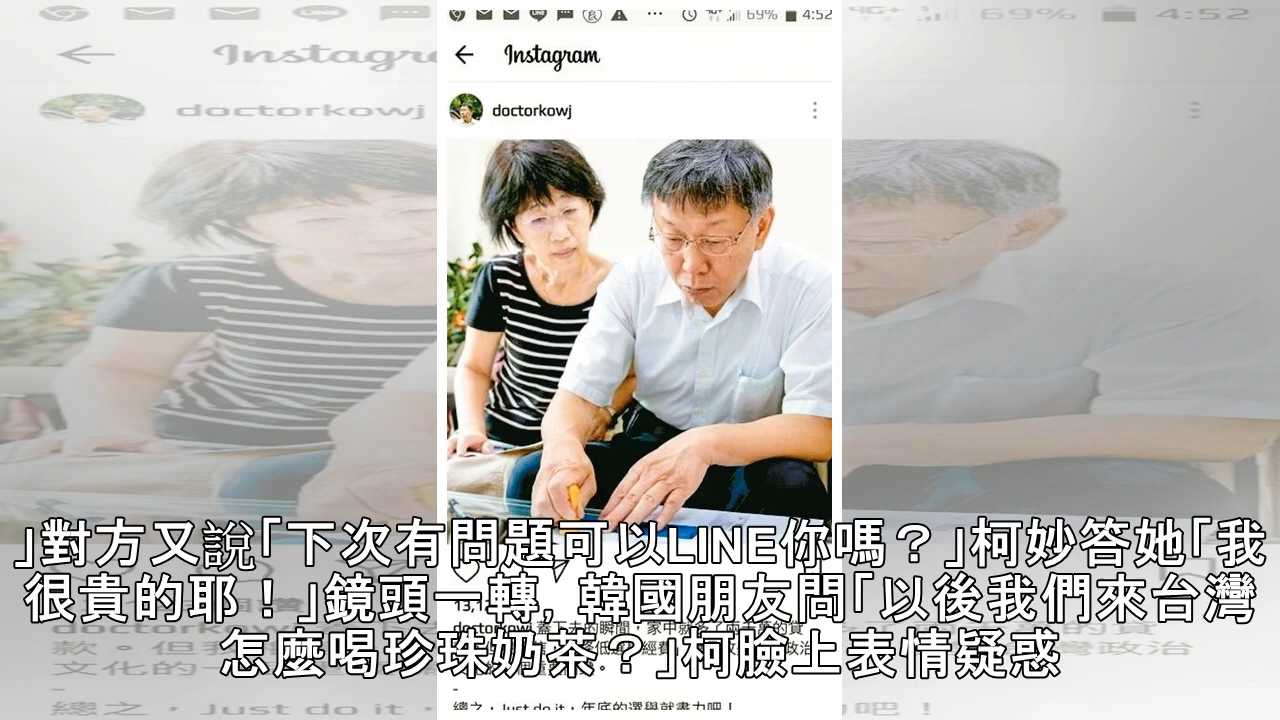 69% 4:52
Instagram
doctorkowj
」對方又說「下次有問題可以LINE你嗎？」柯妙答她「我
很貴的耶！」鏡頭一轉, 韓國朋友問「以後我們來台灣
怎麼喝珍珠奶茶？」柯臉上表情疑惑
總之，Just do it，年底的選舉就盡力吧！